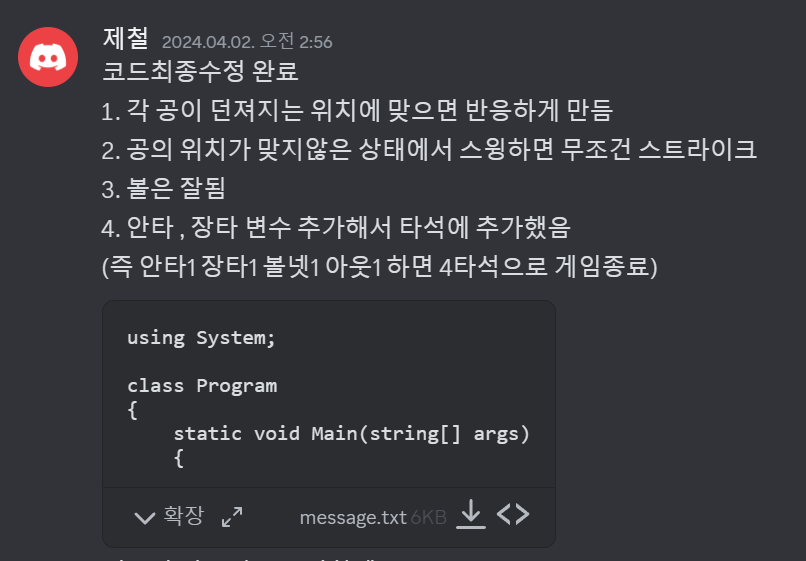 제철 2024.04.02. 오전 2:56
코드최종수정 완료
1. 각 공이 던져지는 위치에 맞으면 반응하게 만듬
2. 공의 위치가 맞지않은 상태에서 스윙하면 무조건 스트라이크
3. 볼은 잘됨
4. 안타 , 장타 변수 추가해서 타석에 추가했음
(즉 안타1 장타1 볼넷1 아웃1 하면 4타석으로 게임종료)
using System;
class Program
{
static void Main(string[] args)
{
확장 message.txt 6KB